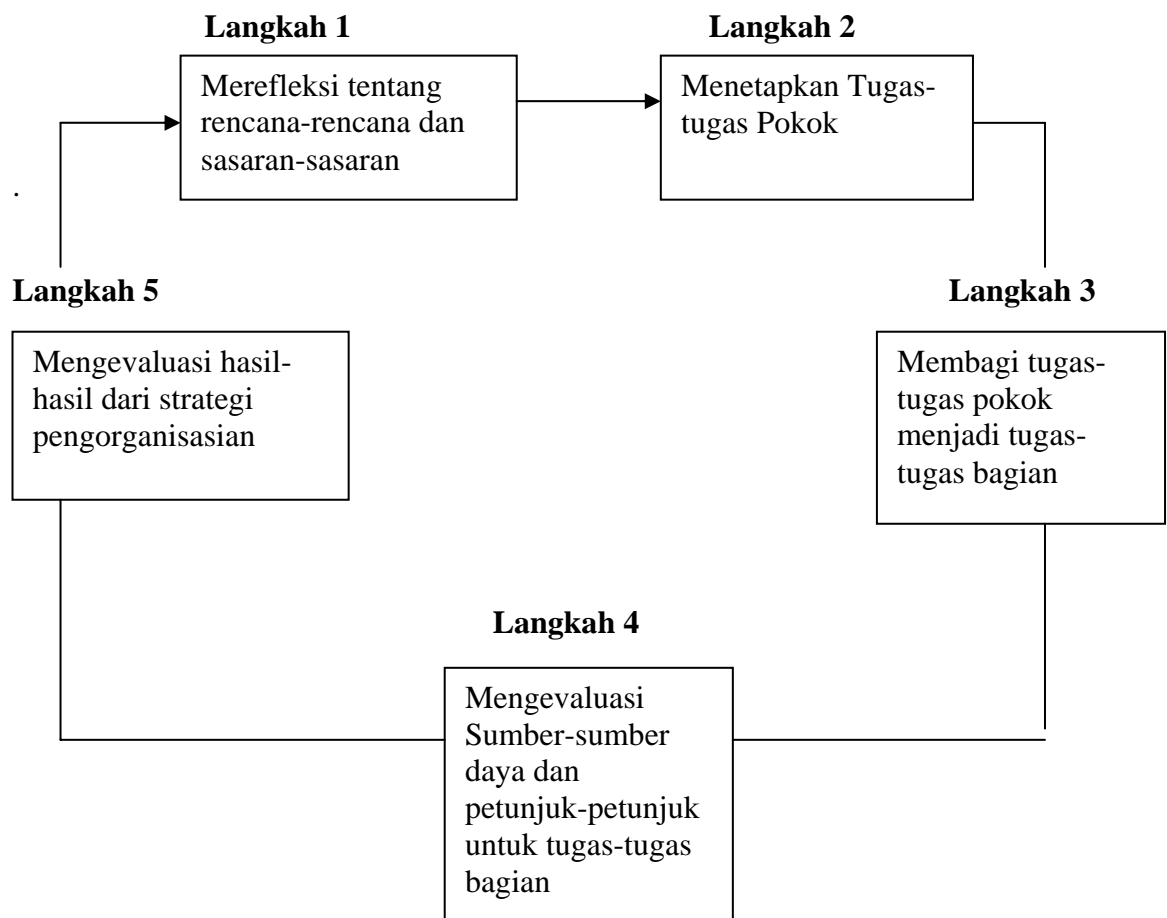 Langkah 1
Merefleksi tentang
rencana-rencana dan
sasaran-sasaran
Langkah 2
Menetapkan Tugas-
tugas Pokok
.
Langkah 3
Membagi tugas-
tugas pokok
menjadi tugas-
tugas bagian
Langkah 4
Mengevaluasi
Sumber-sumber
daya dan
petunjuk-petunjuk
untuk tugas-tugas
bagian
Langkah 5
Mengevaluasi hasil-
hasil dari strategi
pengorganisasian